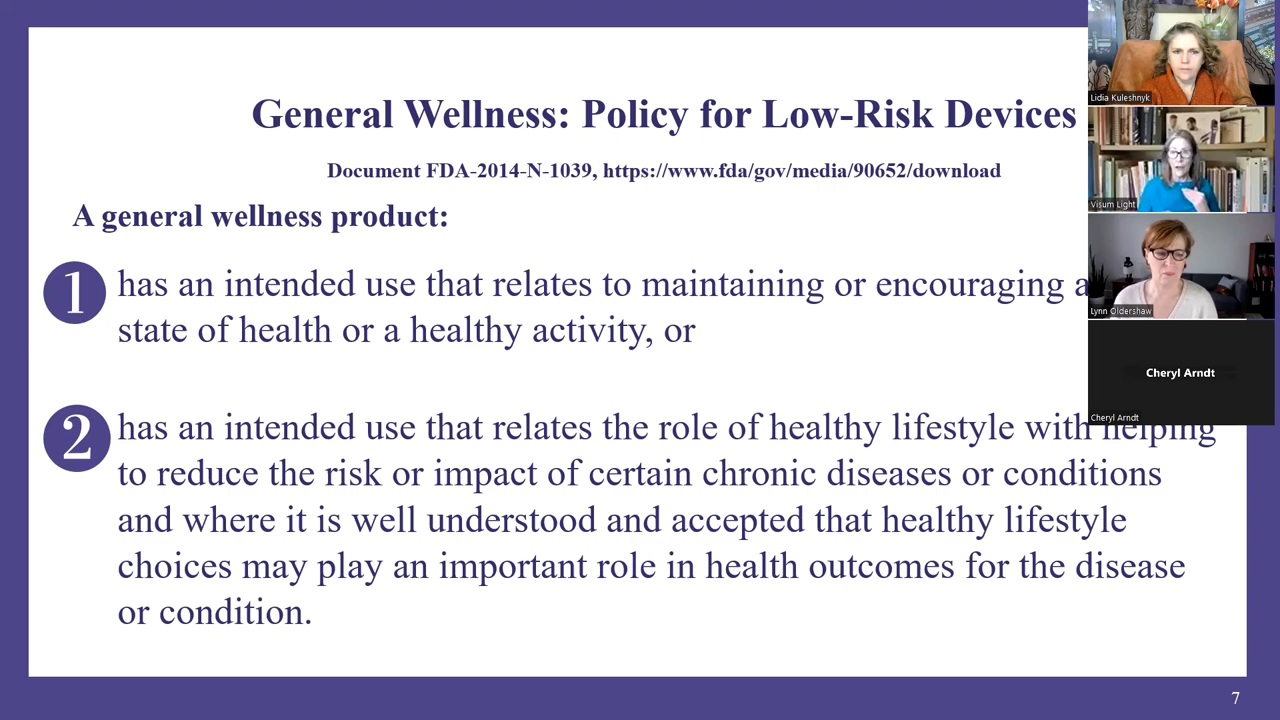 General Wellness: Policy for Low-Risk Devices
Document FDA-2014-N-1039, https://www.fda/gov/media/90652/download
A general wellness product:
1 has an intended use that relates to maintaining or encouraging a
state of health or a healthy activity, or
2 has an intended use that relates the role of healthy lifestyle with helping
to reduce the risk or impact of certain chronic diseases or conditions
and where it is well understood and accepted that healthy lifestyle
choices may play an important role in health outcomes for the disease
or condition.
7
Lidia Kuleshnyk
Visum Light
Lynn Oldershaw
Cheryl Arndt
Cheryl Arndt